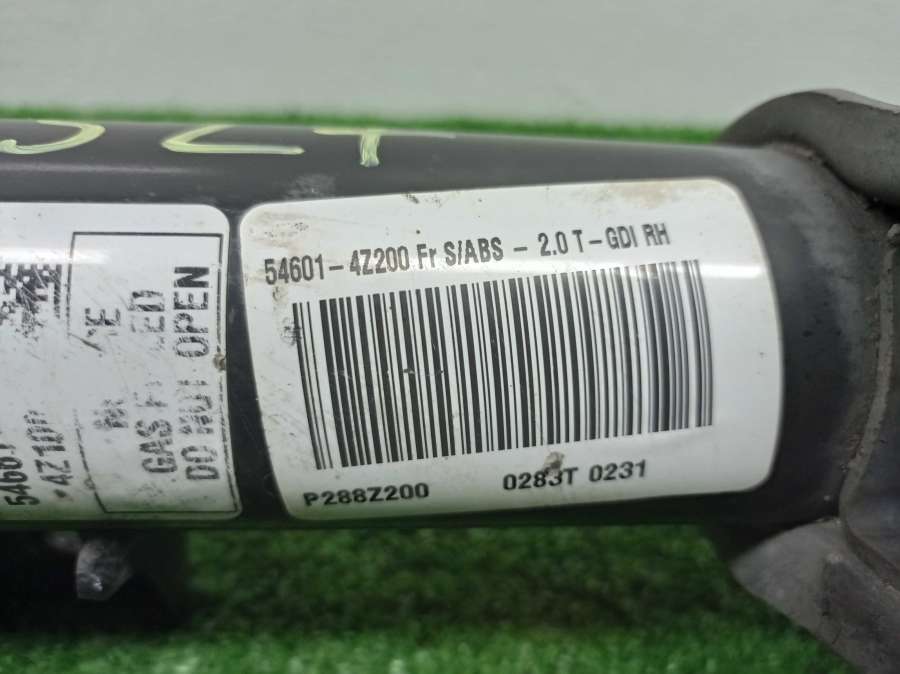 54601-4Z200 Fr S/ABS - 2.0 T-GDI RH
P288Z200 0283T 0231
GAS
DO NOT OPEN